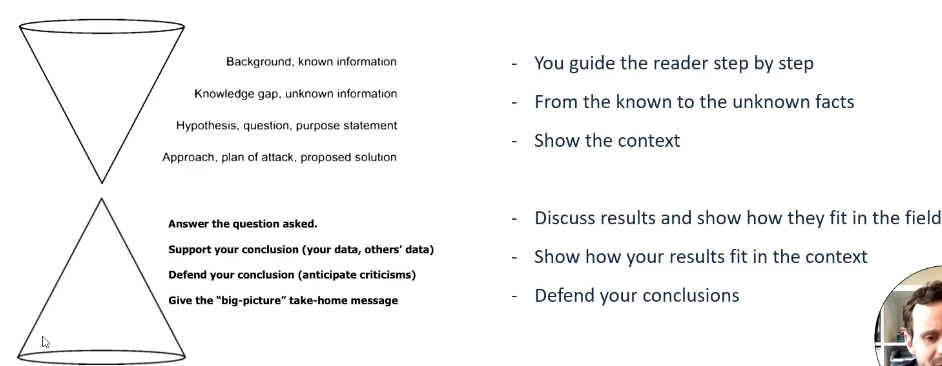 Background, known information
Knowledge gap, unknown information
Hypothesis, question, purpose statement
Approach, plan of attack, proposed solution
- You guide the reader step by step
- From the known to the unknown facts
- Show the context
Answer the question asked.
Support your conclusion (your data, others’ data)
Defend your conclusion (anticipate criticisms)
Give the “big-picture” take-home message
- Discuss results and show how they fit in the field
- Show how your results fit in the context
- Defend your conclusions